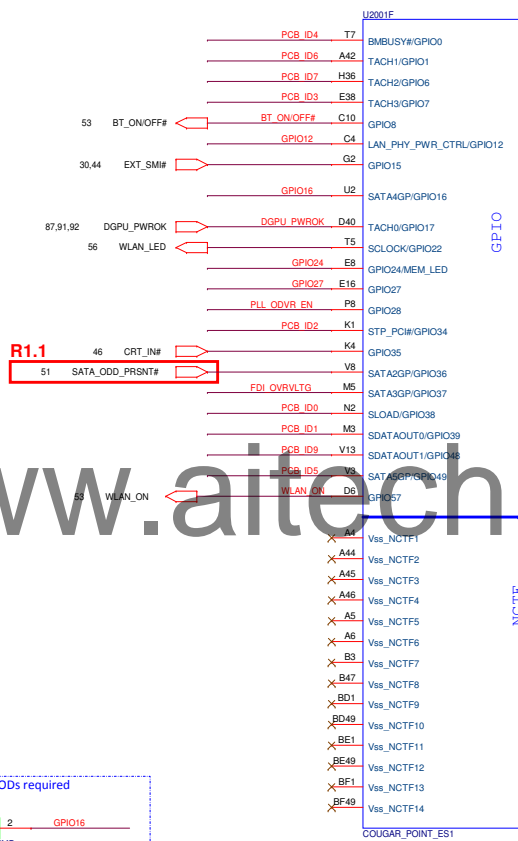 U2001F
PCB_ID4 T7 BMBUSY#/GPIO0
PCB_ID6 A42 TACH1/GPIO1
PCB_ID7 H36 TACH2/GPIO6
PCB_ID3 E38 TACH3/GPIO7
53 BT_ON/OFF# BT_ON/OFF# C10 GPIO8
GPIO12 C4 LAN_PHY_PWR_CTRL/GPIO12
30,44 EXT_SMI# G2 GPIO15
GPIO16 U2 SATA4GP/GPIO16
GPIO
87,91,92 DGPU_PWROK DGPU_PWROK D40 TACH0/GPIO17
56 WLAN_LED T5 SCLOCK/GPIO22
GPIO24 E8 GPIO24/MEM_LED
GPIO27 E16 GPIO27
PLL_ODVR_EN P8 GPIO28
PCB_ID2 K1 STP_PCI#/GPIO34
R1.1
46 CRT_IN# K4 GPIO35
51 SATA_ODD_PRSNT# V8 SATA2GP/GPIO36
FDI_OVRVLTG M5 SATA3GP/GPIO37
PCB_ID0 N2 SLOAD/GPIO38
PCB_ID1 M3 SDATAOUT0/GPIO39
PCB_ID9 V13 SDATAOUT1/GPIO48
PCB_ID5 V3 SATA5GP/GPIO49
53 WLAN_ON WLAN_ON D6 GPIO57
ww.aitech
A4 Vss_NCTF1
A44 Vss_NCTF2
A45 Vss_NCTF3
A46 Vss_NCTF4
A5 Vss_NCTF5
A6 Vss_NCTF6
B3 Vss_NCTF7
B47 Vss_NCTF8
BD1 Vss_NCTF9
BD49 Vss_NCTF10
BE1 Vss_NCTF11
BE49 Vss_NCTF12
BF1 Vss_NCTF13
BF49 Vss_NCTF14
NCTF
COUGAR_POINT_ES1
ODs required
2 GPIO16